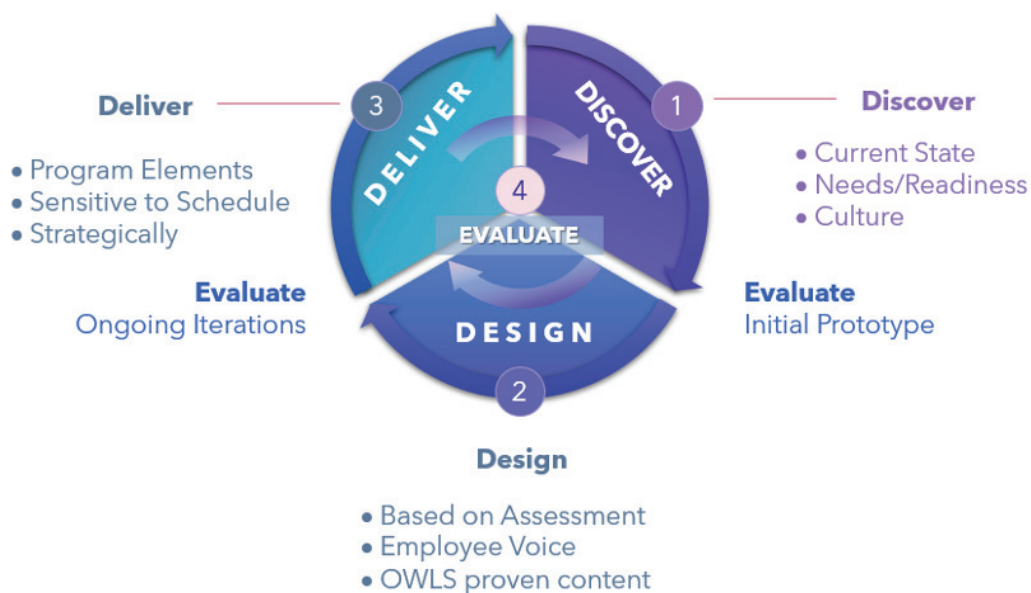 DELIVER
DISCOVER
3
1
Deliver
Discover
• Program Elements
• Sensitive to Schedule
• Strategically
• Current State
• Needs/Readiness
• Culture
4
EVALUATE
Evaluate
Ongoing Iterations
Evaluate
Initial Prototype
DESIGN
2
Design
• Based on Assessment
• Employee Voice
• OWLS proven content